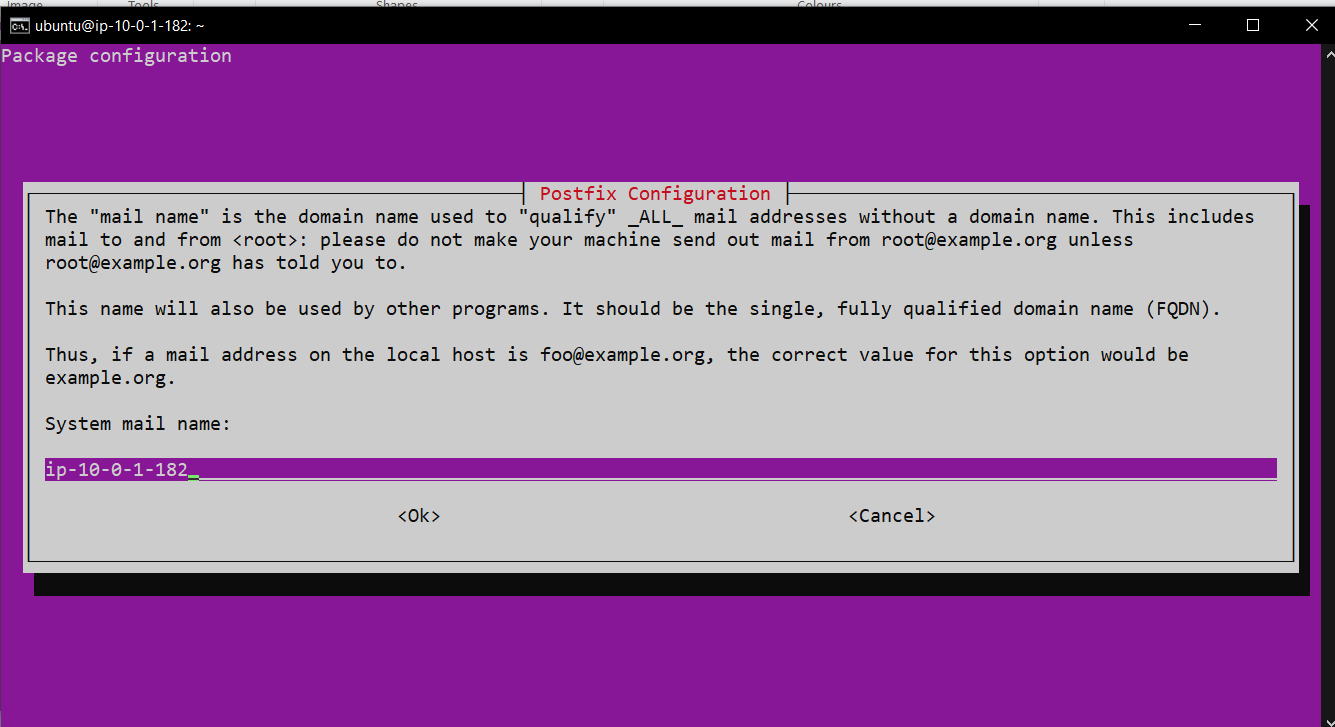 Image Tools Shapes Colours
ubuntu@ip-10-0-1-182: ~
Package configuration
Postfix Configuration
The "mail name" is the domain name used to "qualify" _ALL_ mail addresses without a domain name. This includes
mail to and from <root>: please do not make your machine send out mail from root@example.org unless
root@example.org has told you to.
This name will also be used by other programs. It should be the single, fully qualified domain name (FQDN).
Thus, if a mail address on the local host is foo@example.org, the correct value for this option would be
example.org.
System mail name:
ip-10-0-1-182_
<Ok> <Cancel>